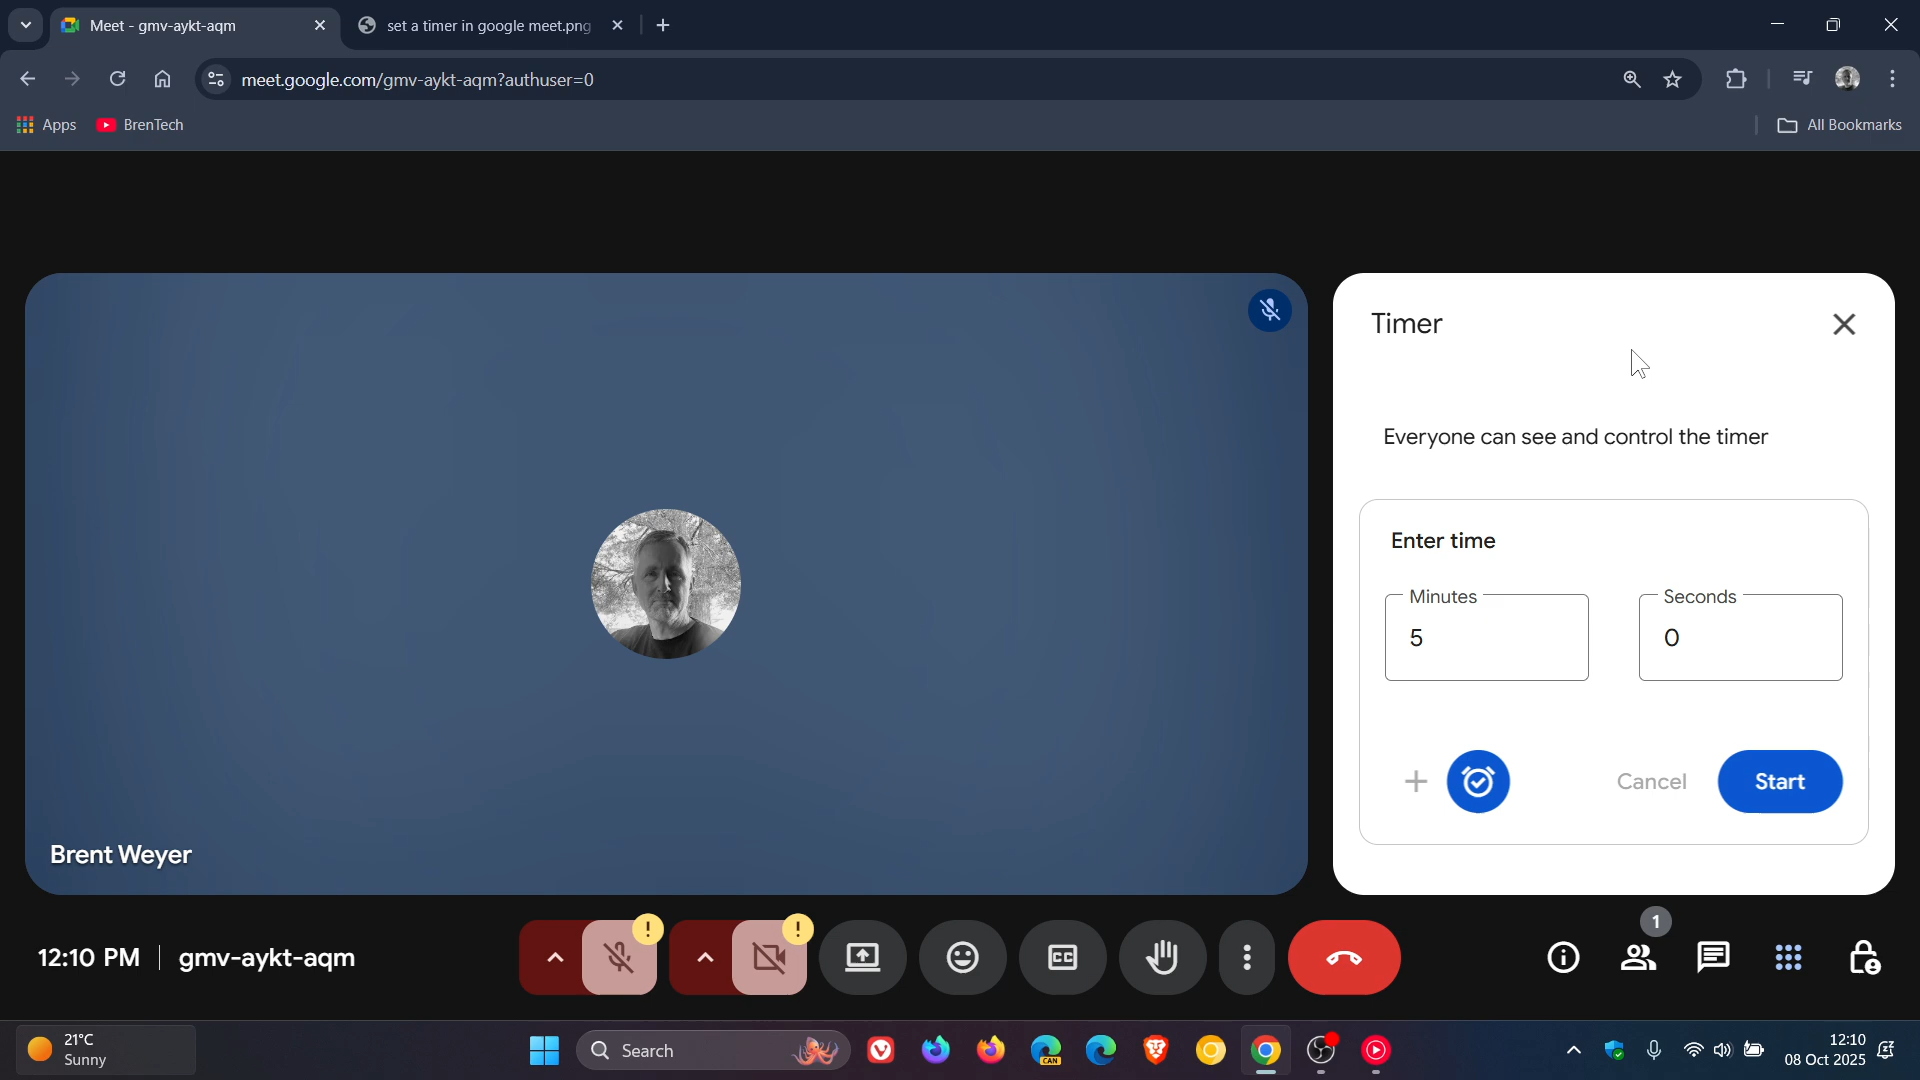 Meet - gmv-aykt-aqm
set a timer in google meet.png
meet.google.com/gmv-aykt-aqm?authuser=0
Apps
BrenTech
All Bookmarks
Timer
Everyone can see and control the timer
Enter time
Minutes
Seconds
5
0
Cancel
Start
Brent Weyer
12:10 PM
gmv-aykt-aqm
CC
1
21°C
Sunny
Search
CAN
12:10
08 Oct 2025